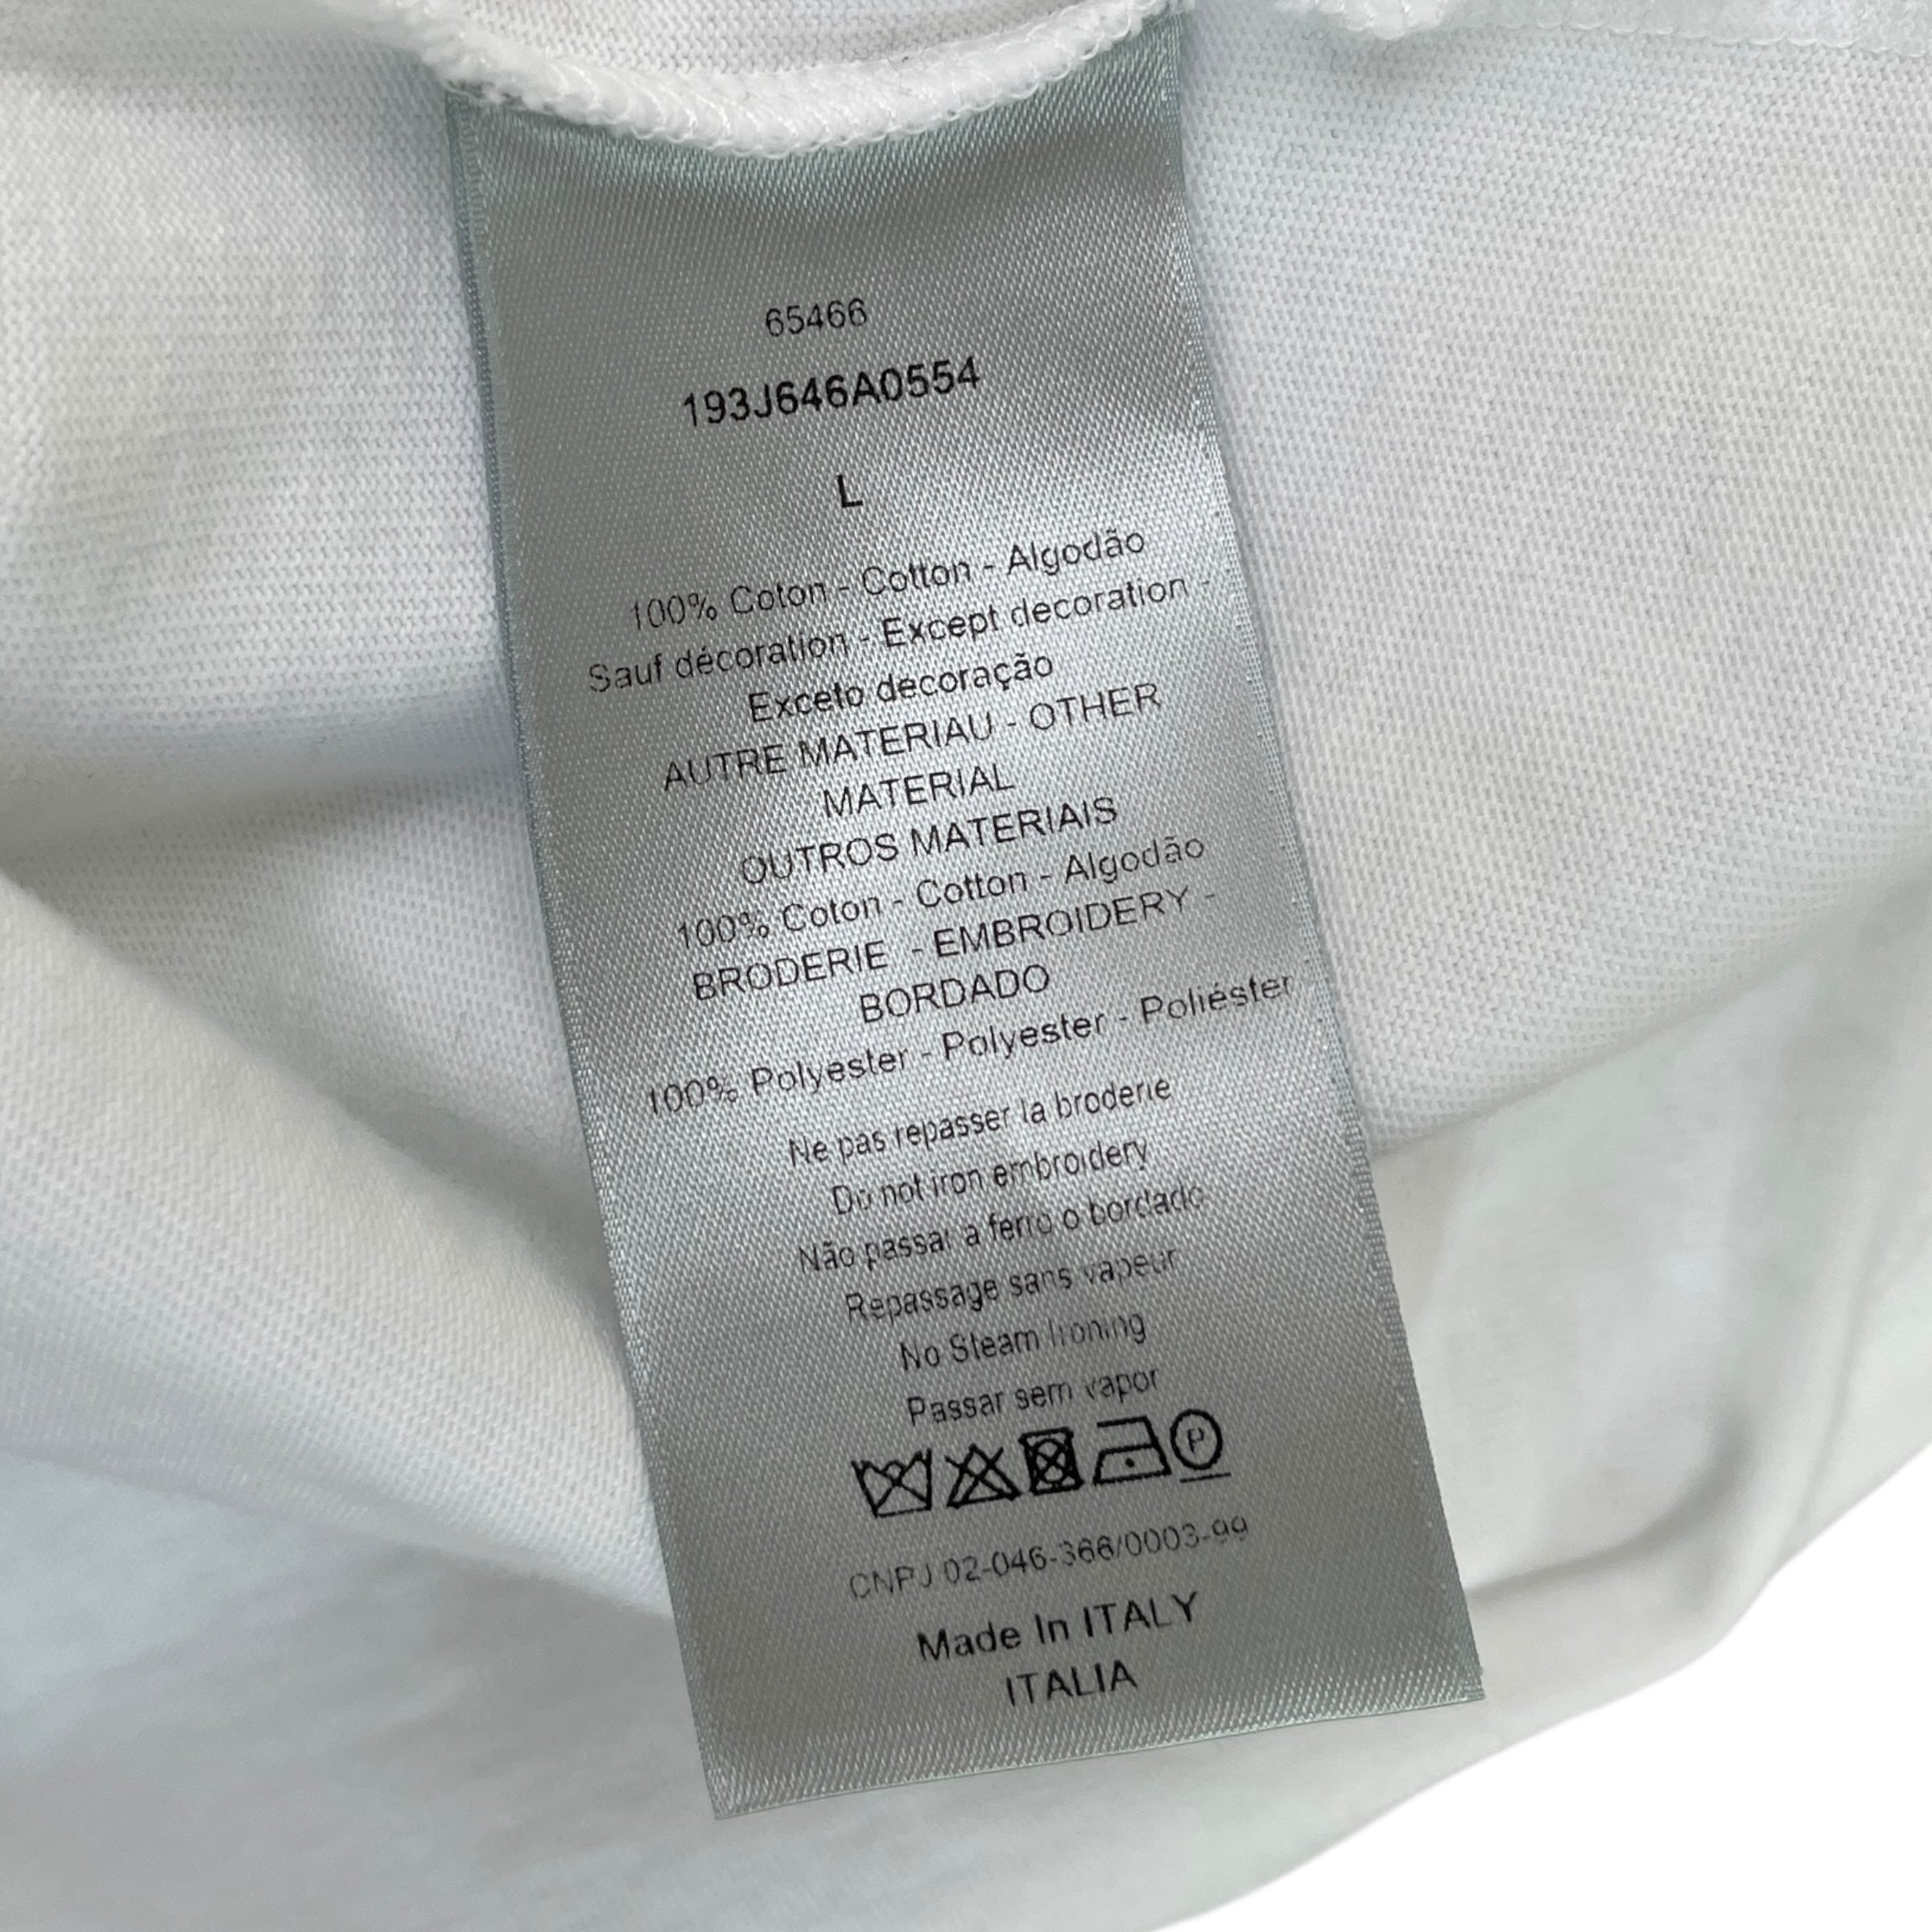 65466
193J646A0554
L
100% Coton - Cotton - Algodão
Sauf décoration - Except decoration -
Exceto decoração
AUTRE MATERIAU - OTHER
MATERIAL
OUTROS MATERIAIS
100% Coton - Cotton - Algodão
BRODERIE - EMBROIDERY -
BORDADO
100% Polyester - Polyester - Poliéster
Ne pas repasser la broderie
Do not iron embroidery
Não passar a ferro o bordado
Repassage sans vapeur
No Steam Ironing
Passar sem vapor
P
CNPJ 02-046-366/0003-99
Made In ITALY
ITALIA